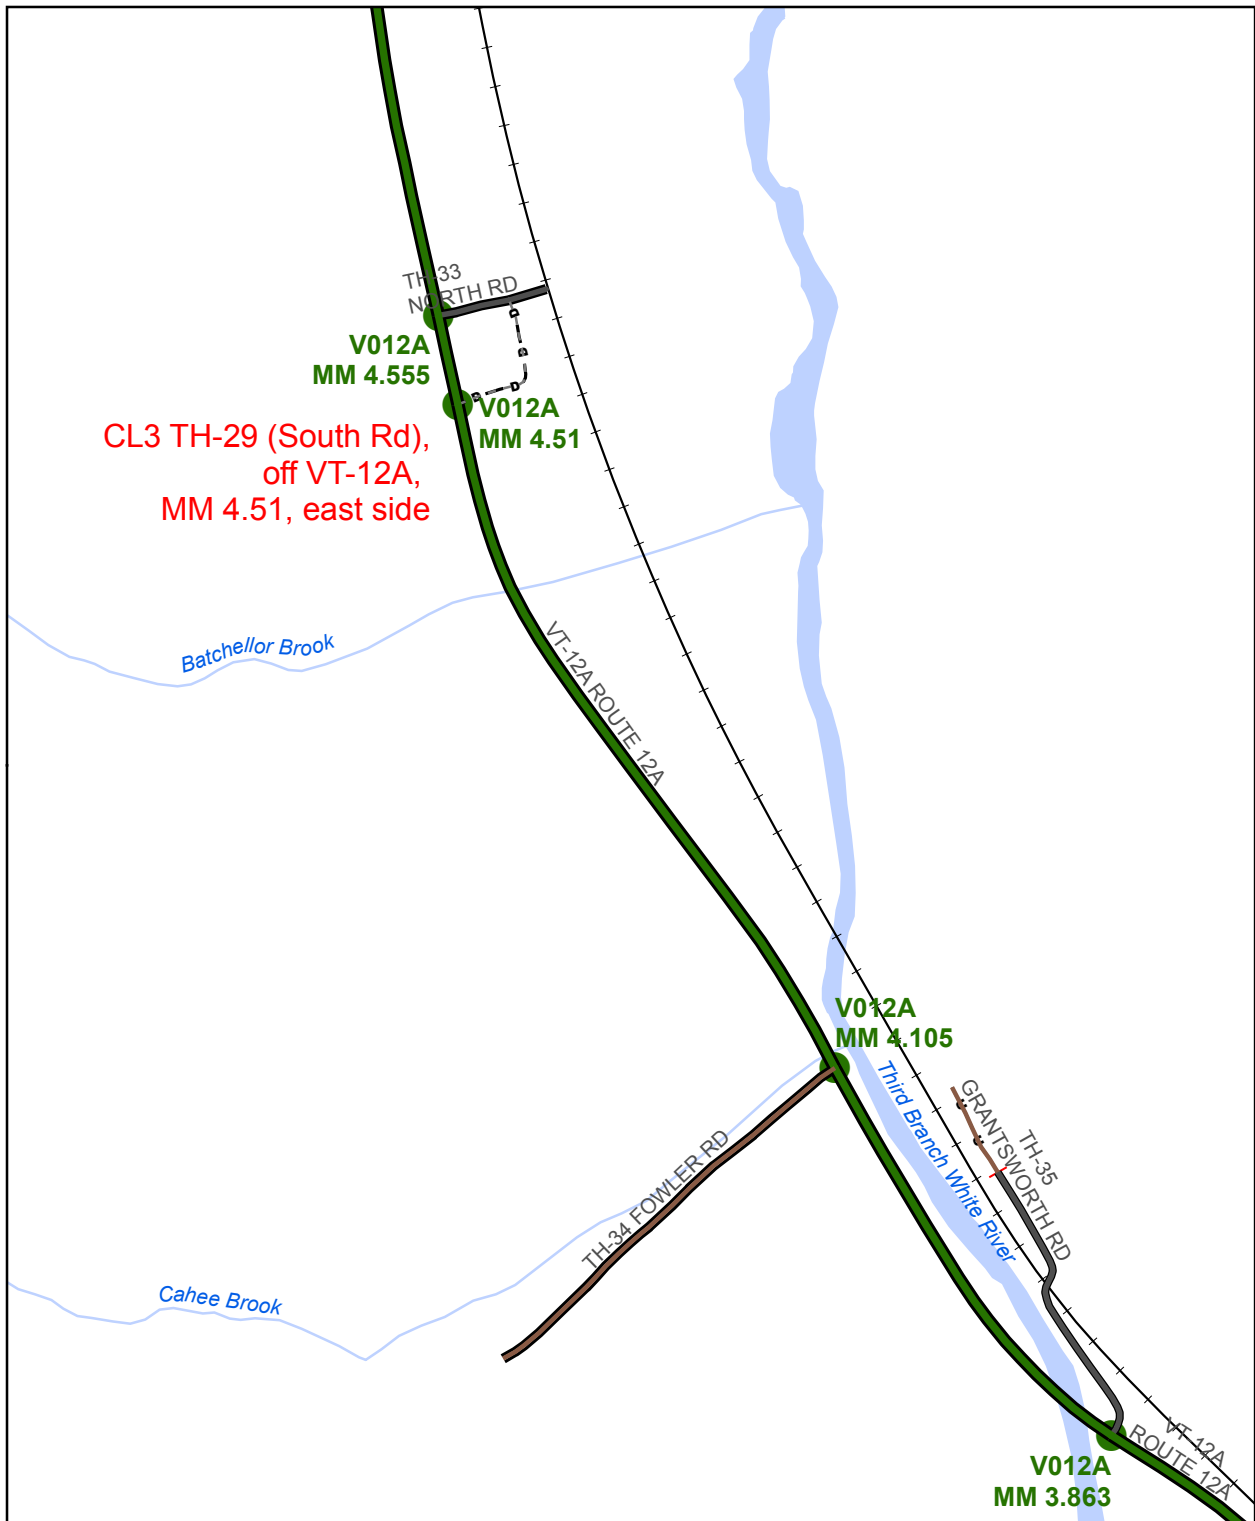 TH-33
NORTH RD
V012A
MM 4.555
V012A
MM 4.51
CL3 TH-29 (South Rd),
off VT-12A,
MM 4.51, east side
Batchellor Brook
VT-12A ROUTE 12A
V012A
MM 4.105
Third Branch White River
TH-35
GRANTSWORTH RD
TH-34 FOWLER RD
Cahee Brook
VT-12A
ROUTE 12A
V012A
MM 3.863